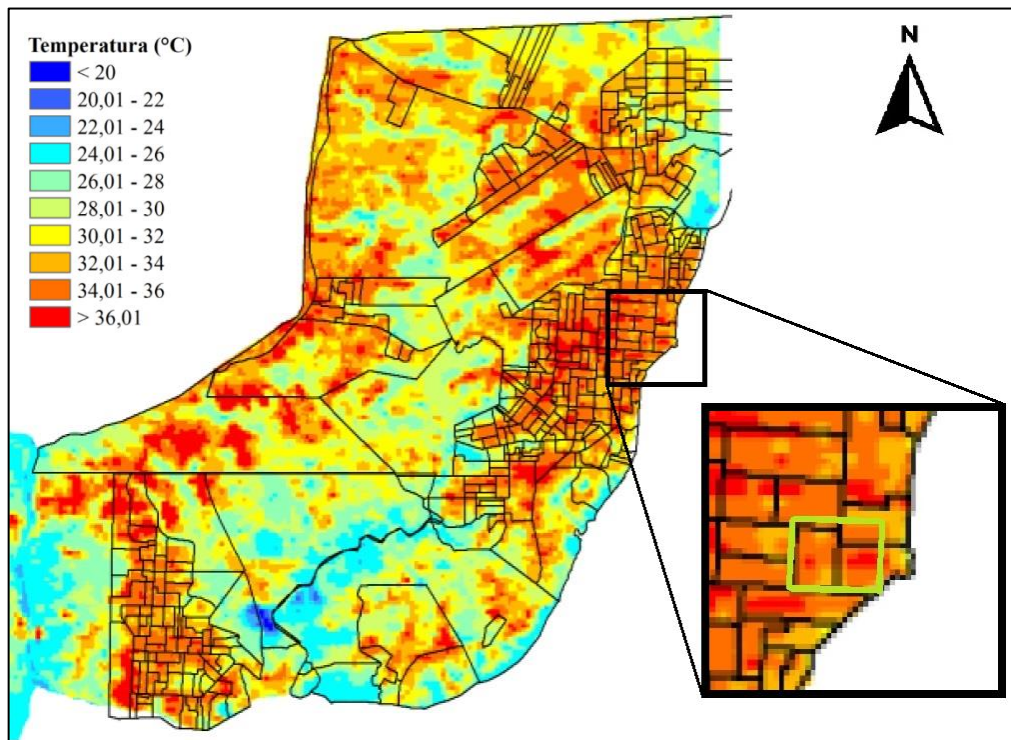 Temperatura (°C)
< 20
20,01 - 22
22,01 - 24
24,01 - 26
26,01 - 28
28,01 - 30
30,01 - 32
32,01 - 34
34,01 - 36
> 36,01
N